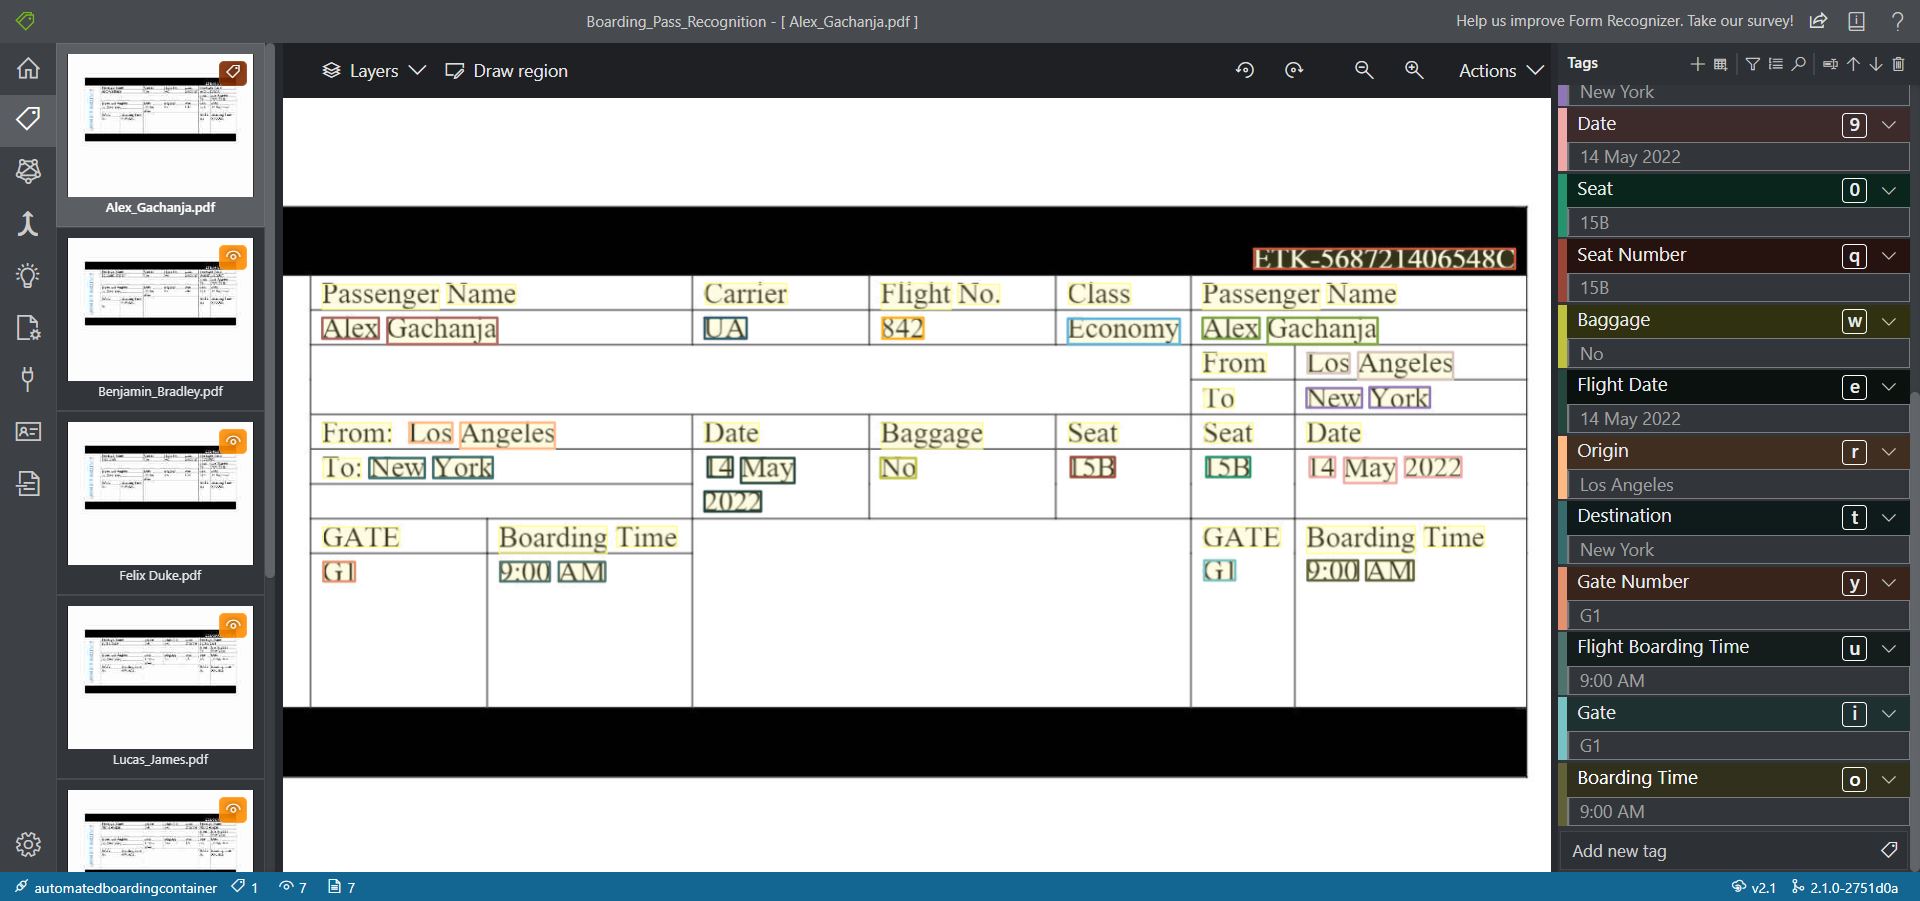 Boarding_Pass_Recognition - [ Alex_Gachanja.pdf ]
Help us improve Form Recognizer. Take our survey!
Alex_Gachanja.pdf
Benjamin_Bradley.pdf
Felix Duke.pdf
Lucas_James.pdf
Layers
Draw region
Actions
ETK-568721406548C
Passenger Name Carrier Flight No. Class Passenger Name
Alex Gachanja UA 842 Economy Alex Gachanja
From Los Angeles
To New York
From: Los Angeles Date Baggage Seat Seat Date
To: New York 14 May No 15B 15B 14 May 2022
2022
GATE Boarding Time GATE Boarding Time
G1 9:00 AM G1 9:00 AM
Tags
New York
Date 9
14 May 2022
Seat 0
15B
Seat Number q
15B
Baggage w
No
Flight Date e
14 May 2022
Origin r
Los Angeles
Destination t
New York
Gate Number y
G1
Flight Boarding Time u
9:00 AM
Gate i
G1
Boarding Time o
9:00 AM
Add new tag
automatedboardingcontainer 1 7 7
v2.1 2.1.0-2751d0a